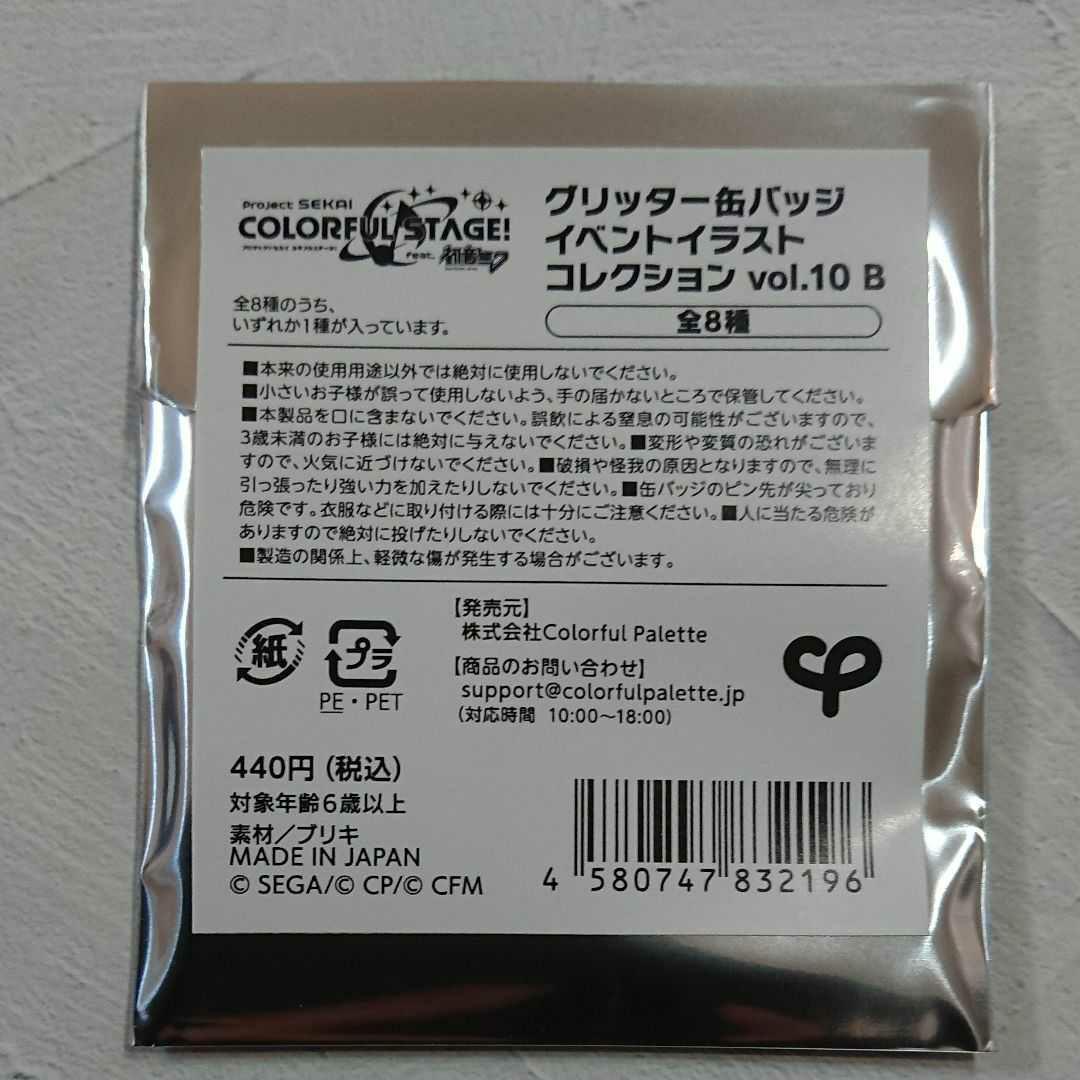 Project SEKAI
COLORFUL STAGE!
プロジェクトセカイ カラフルステージ!
feat. 初音ミク
グリッター缶バッジ
イベントイラスト
コレクション vol.10 B
全8種
全8種のうち、
いずれか1種が入っています。
■本来の使用用途以外では絶対に使用しないでください。
■小さいお子様が誤って使用しないよう、手の届かないところで保管してください。
■本製品を口に含まないでください。誤飲による窒息の可能性がございますので、
3歳未満のお子様には絶対に与えないでください。■変形や変質の恐れがございま
すので、火気に近づけないでください。■破損や怪我の原因となりますので、無理に
引っ張ったり強い力を加えたりしないでください。■缶バッジのピン先が尖っており
危険です。衣服などに取り付ける際には十分にご注意ください。■人に当たる危険が
ありますので絶対に投げたりしないでください。
■製造の関係上、軽微な傷が発生する場合がございます。
紙
プラ
PE・PET
【発売元】
株式会社Colorful Palette
【商品のお問い合わせ】
support@colorfulpalette.jp
(対応時間 10:00～18:00)
440円(税込)
対象年齢6歳以上
素材/ブリキ
MADE IN JAPAN
© SEGA/© CP/© CFM
4 580747 832196